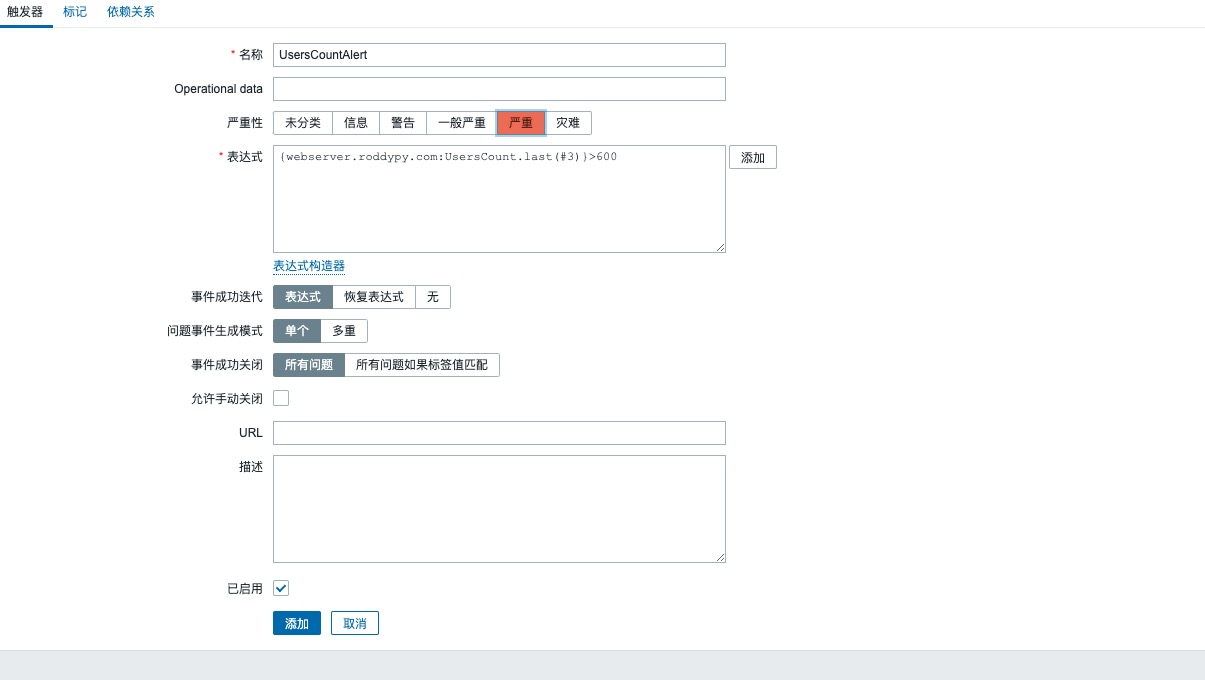 触发器 标记 依赖关系
* 名称 UsersCountAlert
Operational data
严重性 未分类 信息 警告 一般严重 严重 灾难
* 表达式 {webserver.roddypy.com:UsersCount.last(#3)}>600 添加
表达式构造器
事件成功迭代 表达式 恢复表达式 无
问题事件生成模式 单个 多重
事件成功关闭 所有问题 所有问题如果标签值匹配
允许手动关闭
URL
描述
已启用
添加 取消